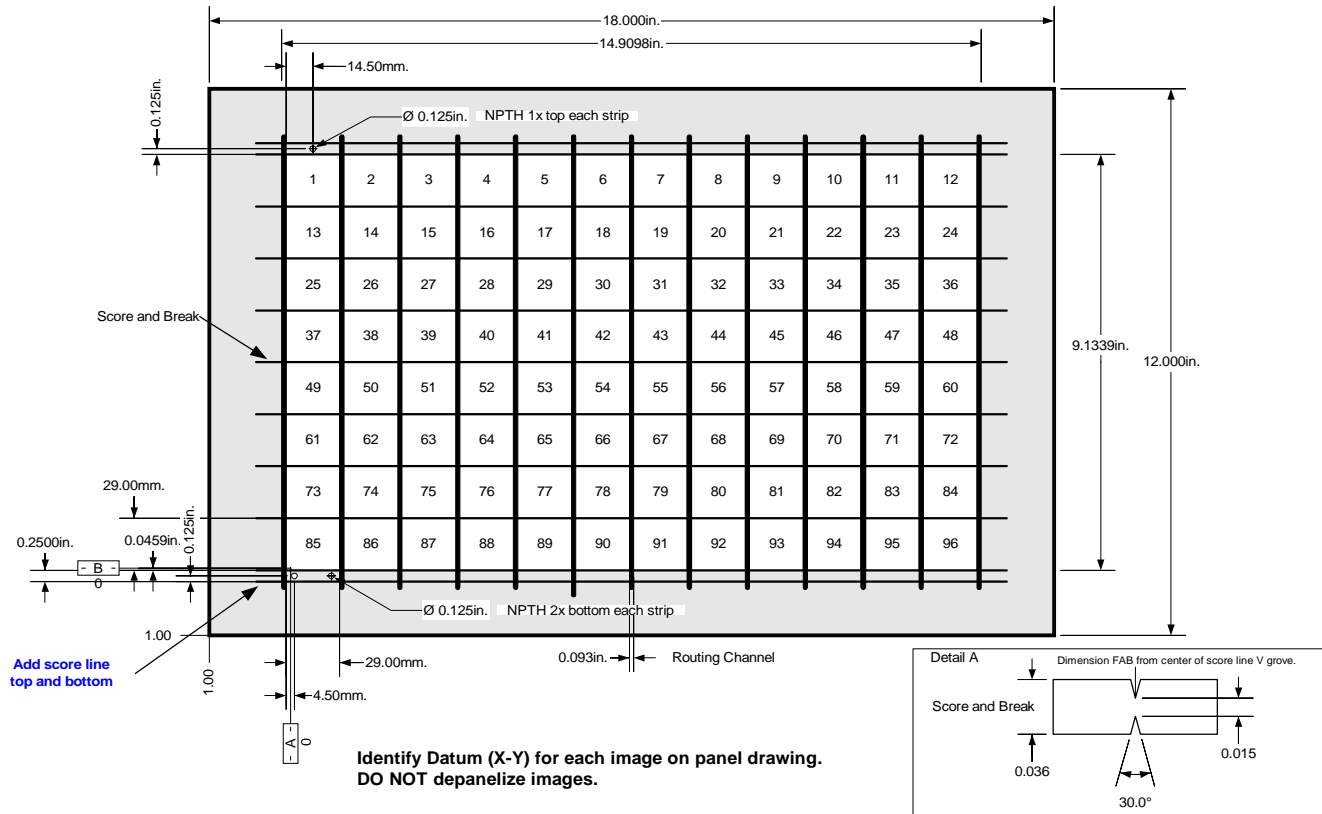 18.000in.
14.9098in.
14.50mm.
0.125in.
Ø 0.125in. NPTH 1x top each strip
1 2 3 4 5 6 7 8 9 10 11 12
13 14 15 16 17 18 19 20 21 22 23 24
25 26 27 28 29 30 31 32 33 34 35 36
Score and Break
37 38 39 40 41 42 43 44 45 46 47 48
9.1339in.
12.000in.
49 50 51 52 53 54 55 56 57 58 59 60
61 62 63 64 65 66 67 68 69 70 71 72
73 74 75 76 77 78 79 80 81 82 83 84
29.00mm.
0.125in.
0.2500in.
0.0459in.
85 86 87 88 89 90 91 92 93 94 95 96
- B -
0
Ø 0.125in. NPTH 2x bottom each strip
1.00
1.00
Add score line
top and bottom
29.00mm.
4.50mm.
- A -
0
0.093in. Routing Channel
Identify Datum (X-Y) for each image on panel drawing.
DO NOT depanelize images.
Detail A
Dimension FAB from center of score line V grove.
Score and Break
0.036
0.015
30.0°